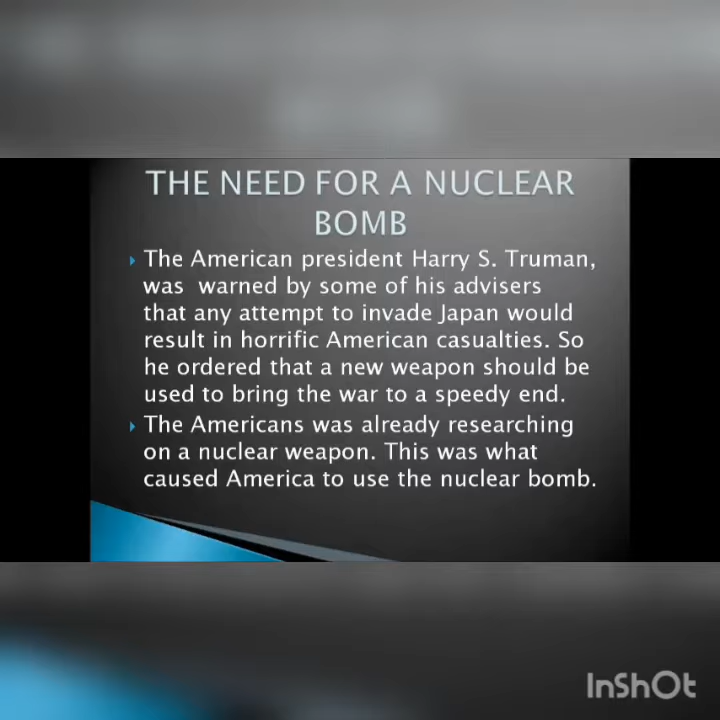 THE NEED FOR A NUCLEAR
BOMB
The American president Harry S. Truman,
was warned by some of his advisers
that any attempt to invade Japan would
result in horrific American casualties. So
he ordered that a new weapon should be
used to bring the war to a speedy end.
The Americans was already researching
on a nuclear weapon. This was what
caused America to use the nuclear bomb.
InShOt